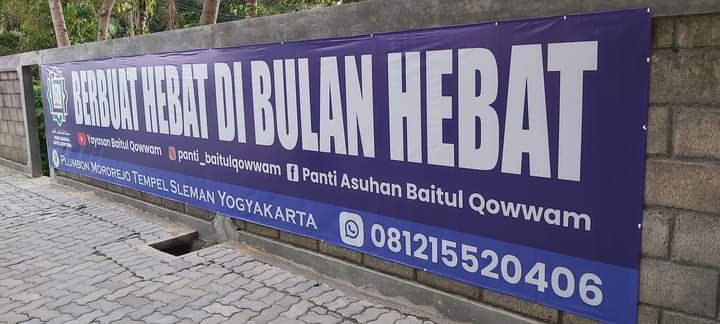 BERBUAT HEBAT DI BULAN HEBAT
Yayasan Baitul Qowwam panti_baitulqowwam Panti Asuhan Baitul Qowwam
PLUMBON MOROREJO TEMPEL SLEMAN YOGYAKARTA
081215520406